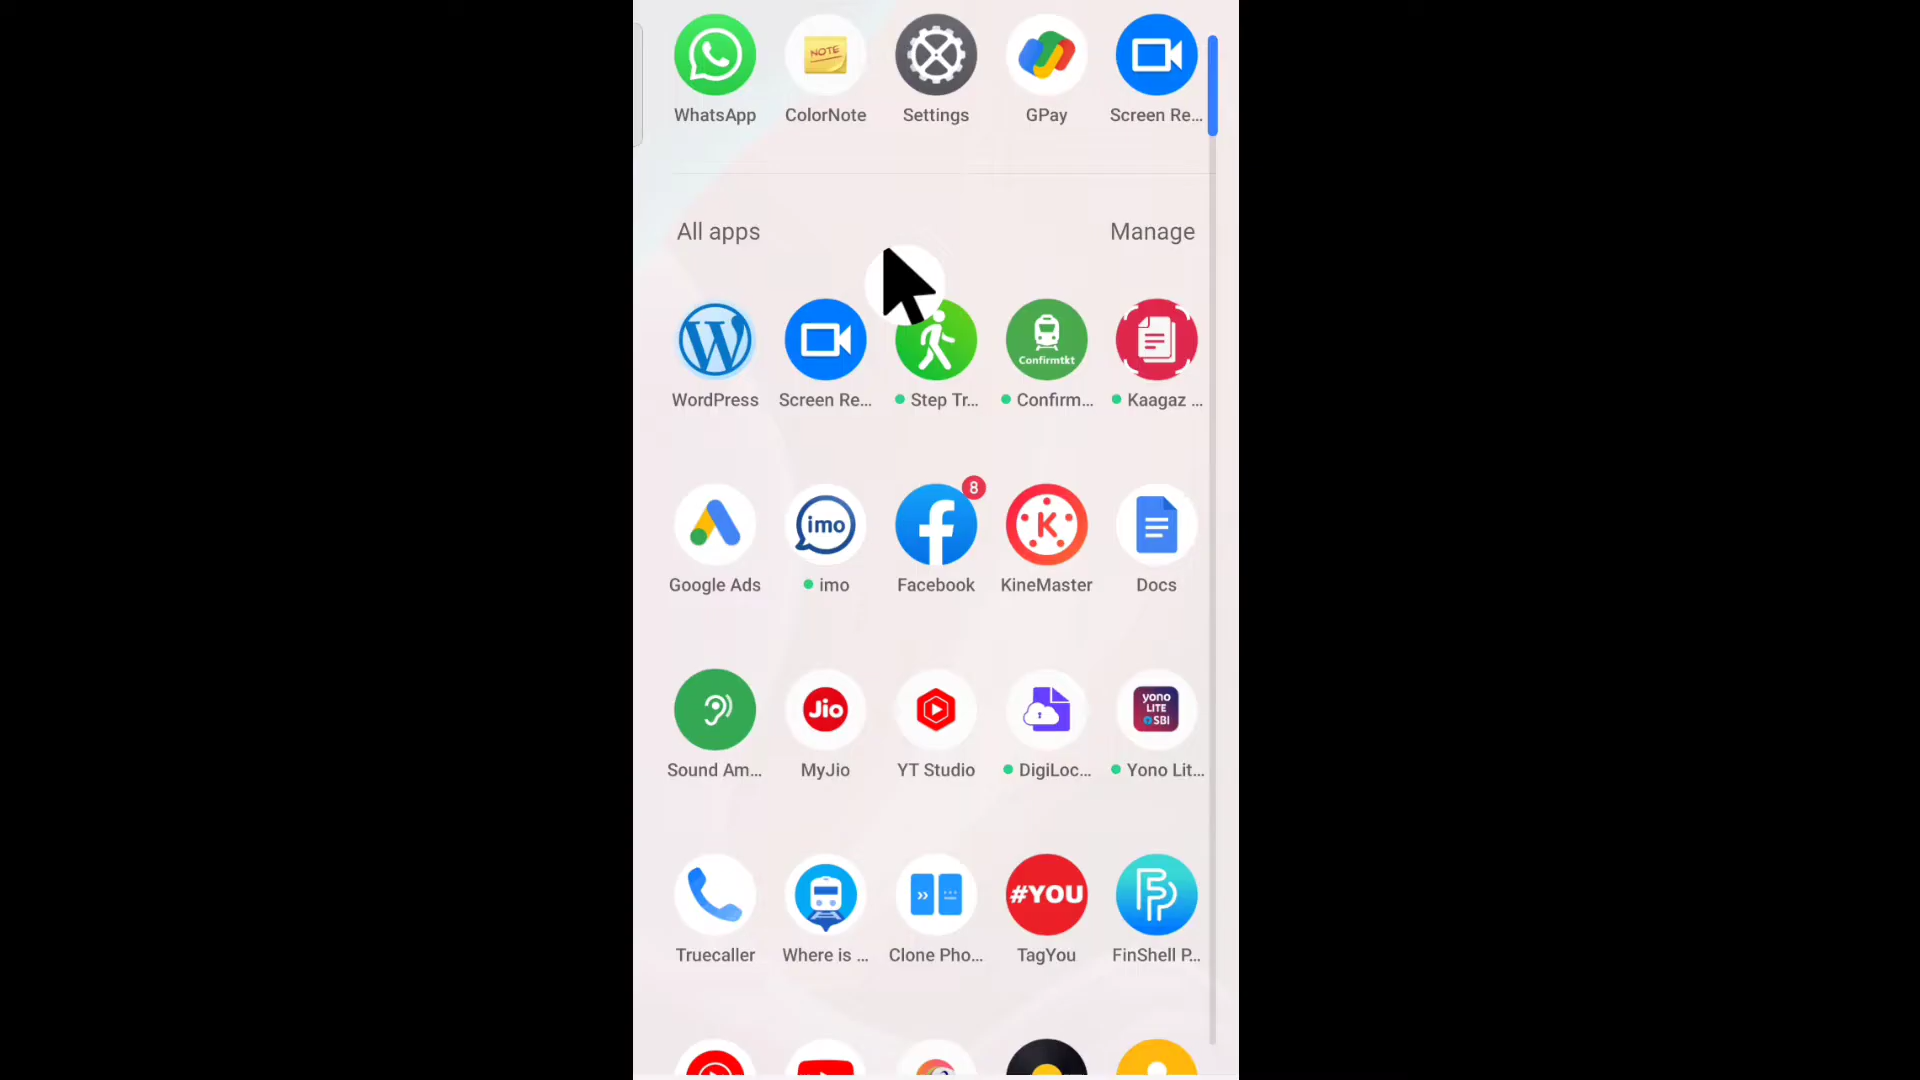 WhatsApp ColorNote Settings GPay Screen Re...
NOTE
All apps Manage
Confirmtkt
WordPress Screen Re... Step Tr... Confirm... Kaagaz ...
8
imo
K
Google Ads imo Facebook KineMaster Docs
Jio
yono
LITE
SBI
Sound Am... MyJio YT Studio DigiLoc... Yono Lit...
#YOU
Truecaller Where is ... Clone Pho... TagYou FinShell P...